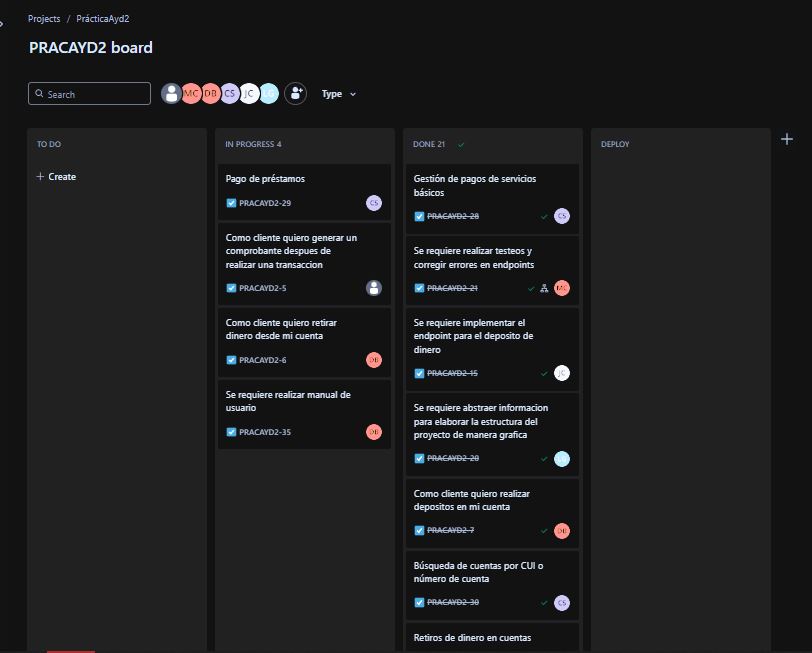 Projects / PrácticaAyd2
PRACAYD2 board
Search
MC DB CS JC LG
Type
TO DO
+ Create
IN PROGRESS 4
Pago de préstamos
PRACAYD2-29
CS
Como cliente quiero generar un
comprobante despues de
realizar una transaccion
PRACAYD2-5
Como cliente quiero retirar
dinero desde mi cuenta
PRACAYD2-6
DB
Se requiere realizar manual de
usuario
PRACAYD2-35
DB
DONE 21
Gestión de pagos de servicios
básicos
PRACAYD2-28
CS
Se requiere realizar testeos y
corregir errores en endpoints
PRACAYD2-21
MC
Se requiere implementar el
endpoint para el deposito de
dinero
PRACAYD2-15
JC
Se requiere abstraer informacion
para elaborar la estructura del
proyecto de manera grafica
PRACAYD2-20
LG
Como cliente quiero realizar
depositos en mi cuenta
PRACAYD2-7
DB
Búsqueda de cuentas por CUI o
número de cuenta
PRACAYD2-30
CS
Retiros de dinero en cuentas
DEPLOY